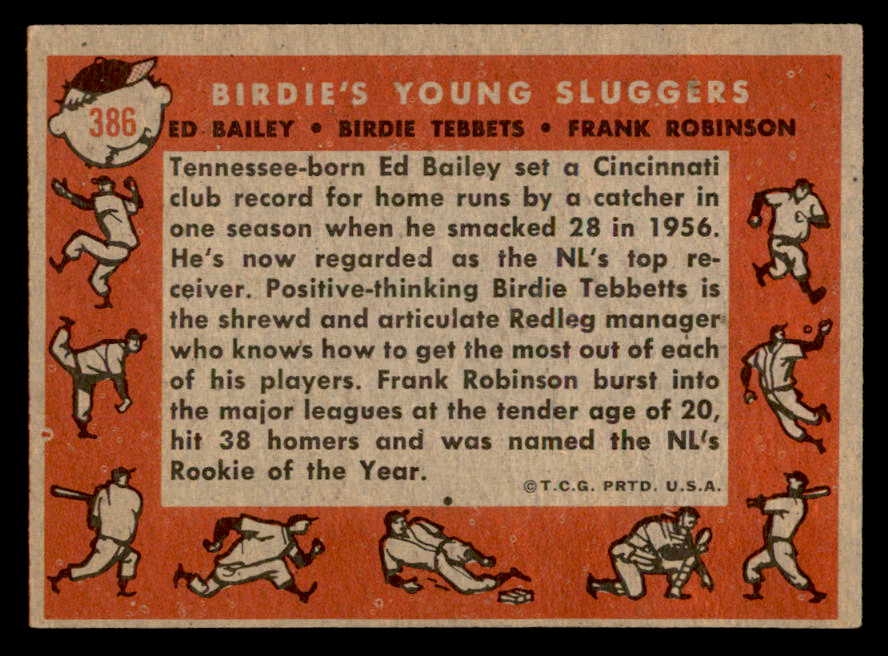 386
BIRDIE'S YOUNG SLUGGERS
ED BAILEY • BIRDIE TEBBETS • FRANK ROBINSON
Tennessee-born Ed Bailey set a Cincinnati
club record for home runs by a catcher in
one season when he smacked 28 in 1956.
He's now regarded as the NL's top re-
ceiver. Positive-thinking Birdie Tebbetts is
the shrewd and articulate Redleg manager
who knows how to get the most out of each
of his players. Frank Robinson burst into
the major leagues at the tender age of 20,
hit 38 homers and was named the NL's
Rookie of the Year.
©T.C.G. PRTD. U.S.A.